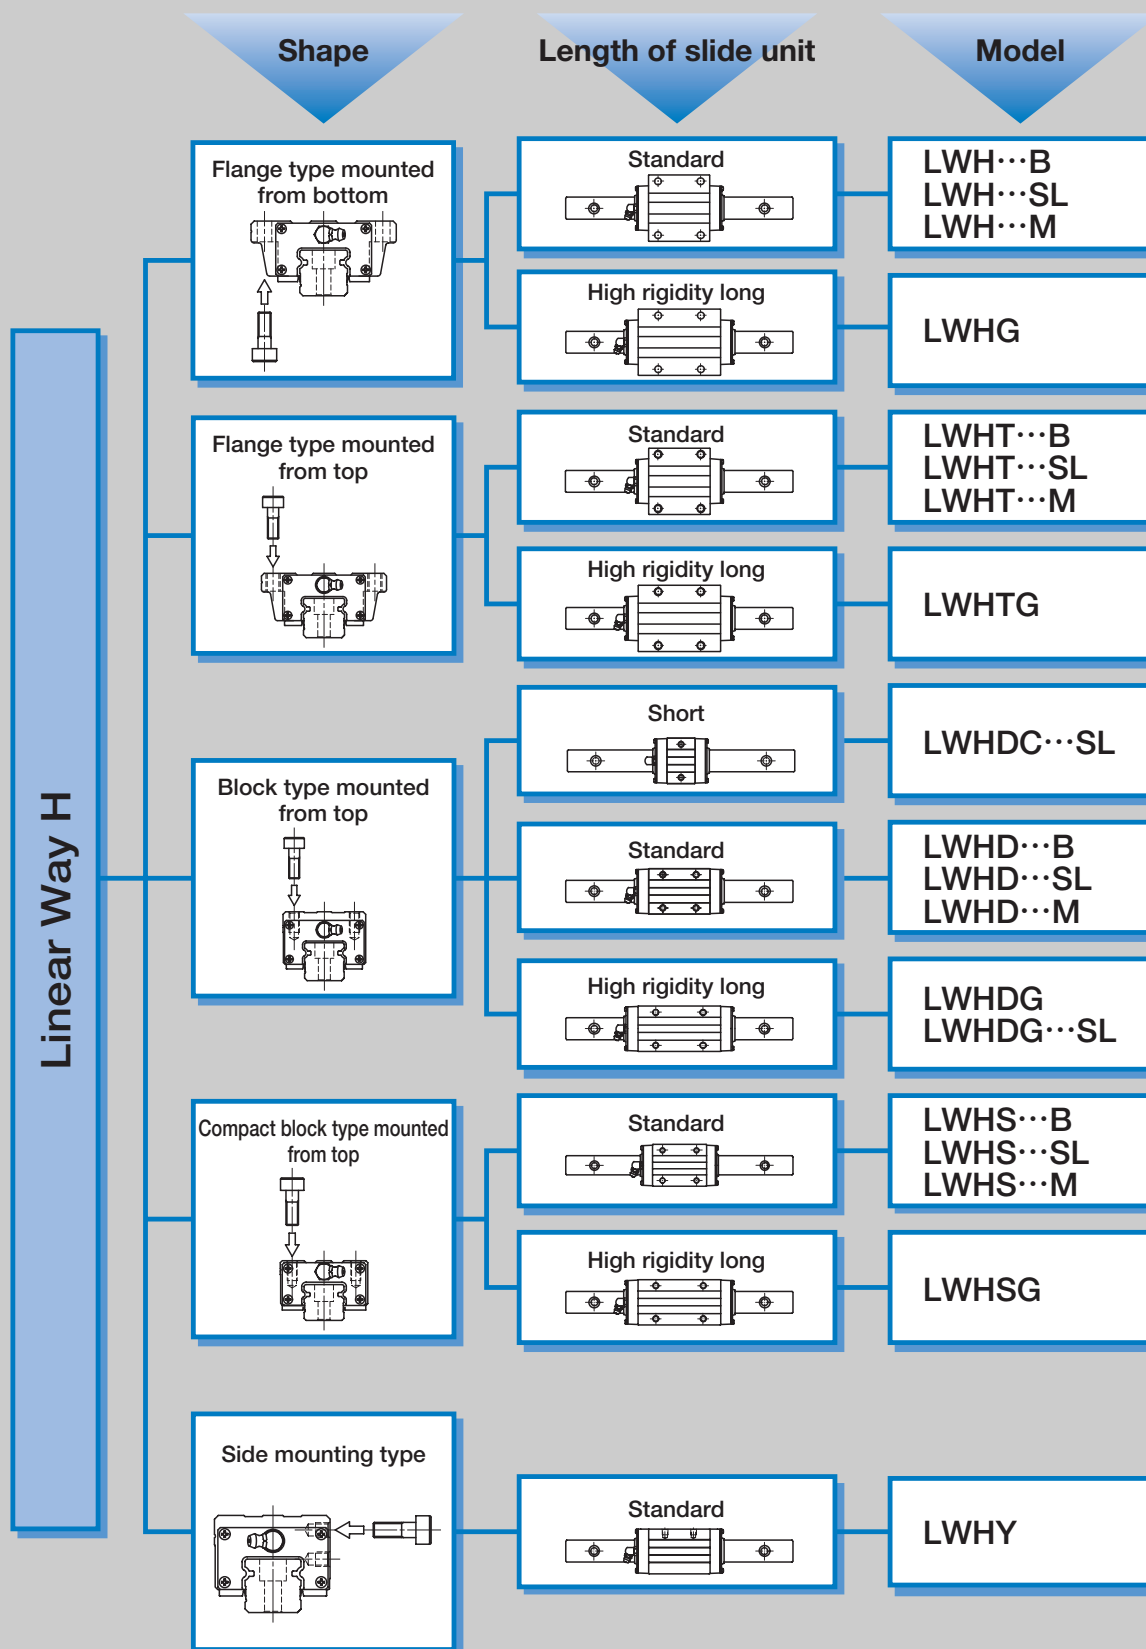 Shape
Length of slide unit
Model
Linear Way H
Flange type mounted
from bottom
Standard
LWH···B
LWH···SL
LWH···M
High rigidity long
LWHG
Flange type mounted
from top
Standard
LWHT···B
LWHT···SL
LWHT···M
High rigidity long
LWHTG
Block type mounted
from top
Short
LWHDC···SL
Standard
LWHD···B
LWHD···SL
LWHD···M
High rigidity long
LWHDG
LWHDG···SL
Compact block type mounted
from top
Standard
LWHS···B
LWHS···SL
LWHS···M
High rigidity long
LWHSG
Side mounting type
Standard
LWHY